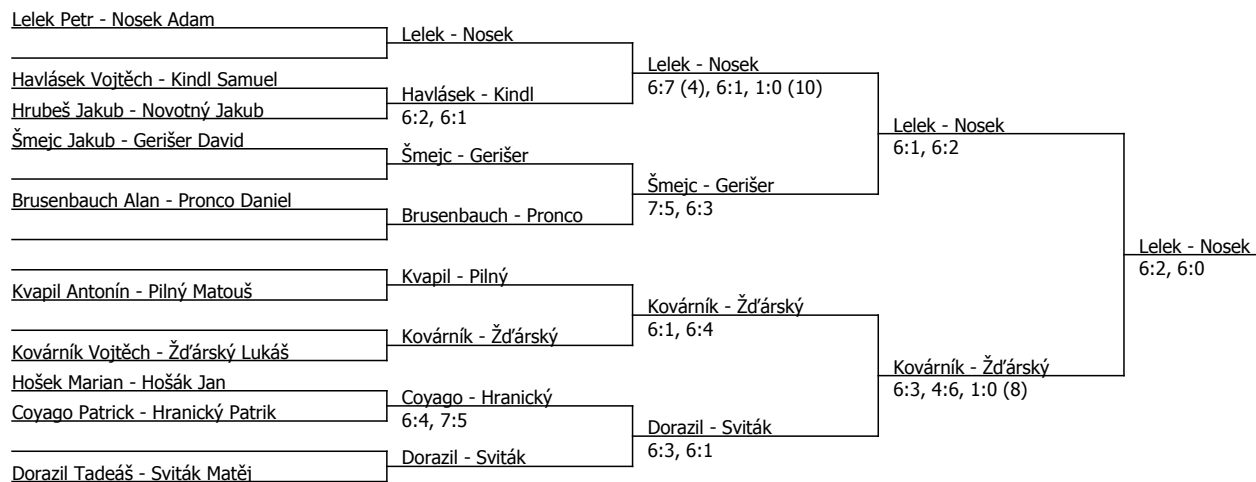 Lelek Petr - Nosek Adam
Havlásek Vojtěch - Kindl Samuel
Hrubeš Jakub - Novotný Jakub
Šmejc Jakub - Gerišer David
Brusenbauch Alan - Pronco Daniel
Kvapil Antonín - Pilný Matouš
Kovárník Vojtěch - Žďárský Lukáš
Hošek Marian - Hošák Jan
Coyago Patrick - Hranický Patrik
Dorazil Tadeáš - Sviták Matěj
Lelek - Nosek
Havlásek - Kindl
6:2, 6:1
Šmejc - Gerišer
Brusenbauch - Pronco
Kvapil - Pilný
Kovárník - Žďárský
Coyago - Hranický
6:4, 7:5
Dorazil - Sviták
Lelek - Nosek
6:7 (4), 6:1, 1:0 (10)
Šmejc - Gerišer
7:5, 6:3
Kovárník - Žďárský
6:1, 6:4
Dorazil - Sviták
6:3, 6:1
Lelek - Nosek
6:1, 6:2
Kovárník - Žďárský
6:3, 4:6, 1:0 (8)
Lelek - Nosek
6:2, 6:0